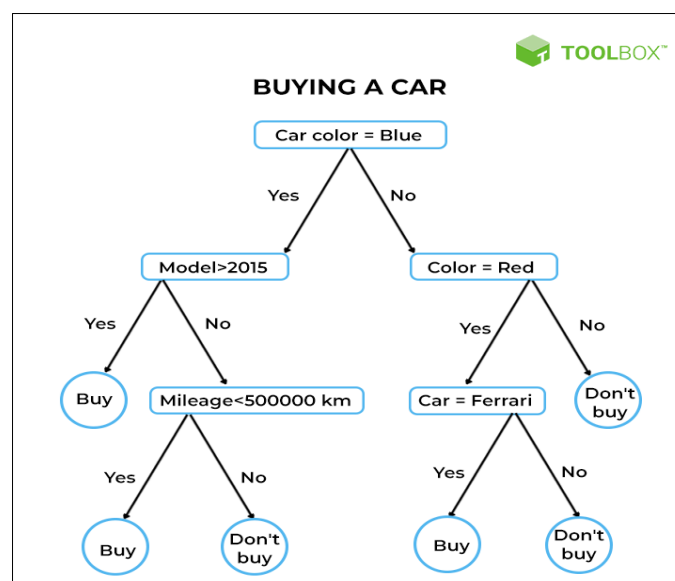 TOOLBOX™
BUYING A CAR
Car color = Blue
Yes
No
Model>2015
Color = Red
Yes
No
Yes
No
Buy
Mileage<500000 km
Car = Ferrari
Don't
buy
Yes
No
Yes
No
Buy
Don't
buy
Buy
Don't
buy